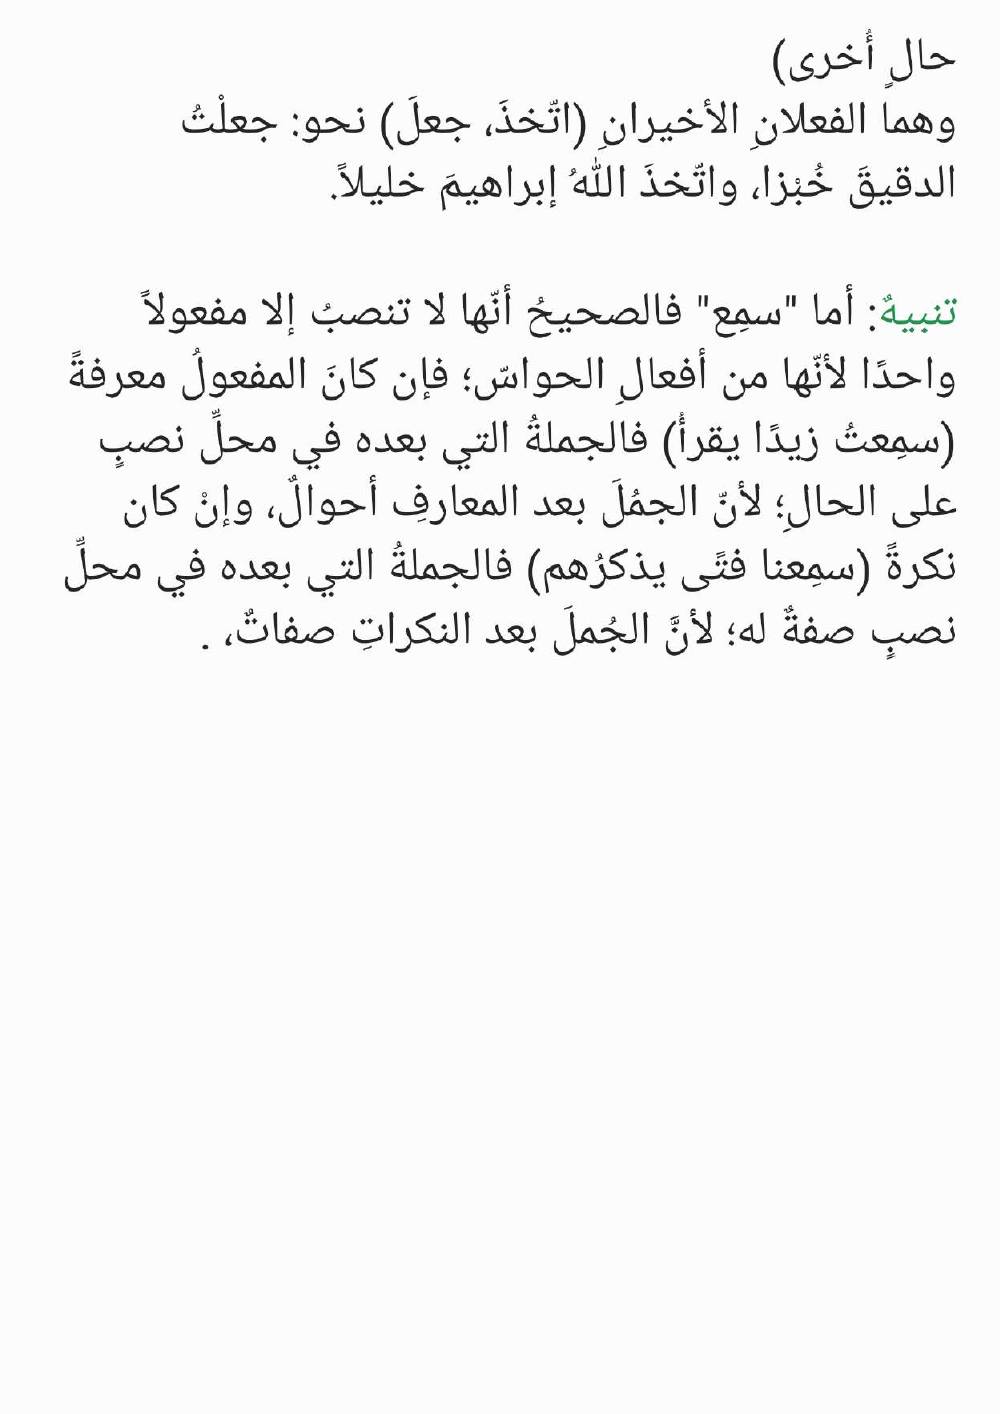 حالٍ أُخرى)
وهما الفعلانِ الأخيرانِ (اتّخذَ، جعلَ) نحو: جعلْتُ
الدقيقَ خُبْزا، واتّخذَ اللهُ إبراهيمَ خليلاً.
تنبيهٌ: أما "سمِع" فالصحيحُ أنّها لا تنصبُ إلا مفعولاً
واحدًا لأنّها من أفعالِ الحواسّ؛ فإن كانَ المفعولُ معرفةً
(سمِعتُ زيدًا يقرأُ) فالجملةُ التي بعده في محلِّ نصبٍ
على الحالِ؛ لأنّ الجمُلَ بعد المعارفِ أحوالٌ، وإنْ كان
نكرةً (سمِعنا فتًى يذكرُهم) فالجملةُ التي بعده في محلِّ
نصبٍ صفةٌ له؛ لأنَّ الجُملَ بعد النكراتِ صفاتٌ، .